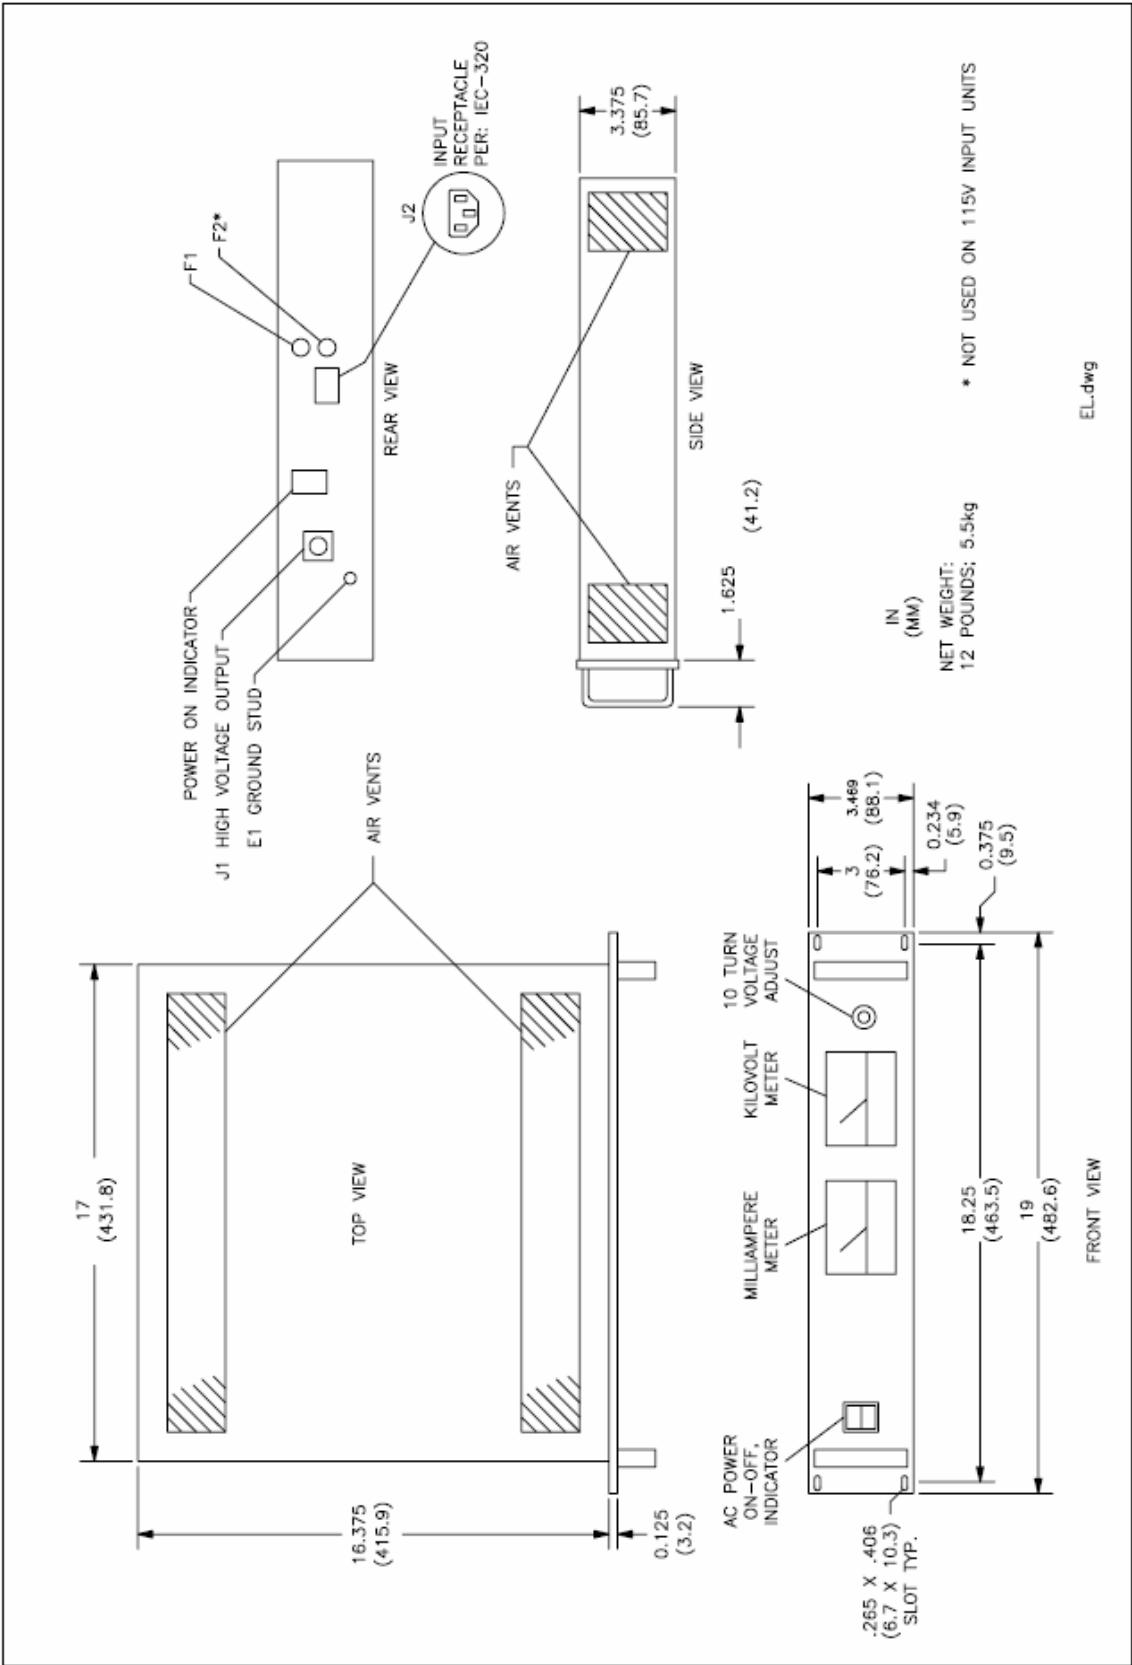 17
(431.8)
16.375
(415.9)
0.125
(3.2)
TOP VIEW
AIR VENTS
POWER ON INDICATOR
J1 HIGH VOLTAGE OUTPUT
E1 GROUND STUD
F1
F2*
J2
INPUT
RECEPTACLE
PER: IEC-320
REAR VIEW
AC POWER
ON-OFF,
INDICATOR
MILLIAMPERE
METER
KILOVOLT
METER
10 TURN
VOLTAGE
ADJUST
.265 X .406
(6.7 X 10.3)
SLOT TYP.
18.25
(463.5)
19
(482.6)
3
(76.2)
3.469
(88.1)
0.234
(5.9)
0.375
(9.5)
FRONT VIEW
AIR VENTS
3.375
(85.7)
1.625
(41.2)
SIDE VIEW
IN
(MM)
NET WEIGHT:
12 POUNDS; 5.5kg
* NOT USED ON 115V INPUT UNITS
EL.dwg